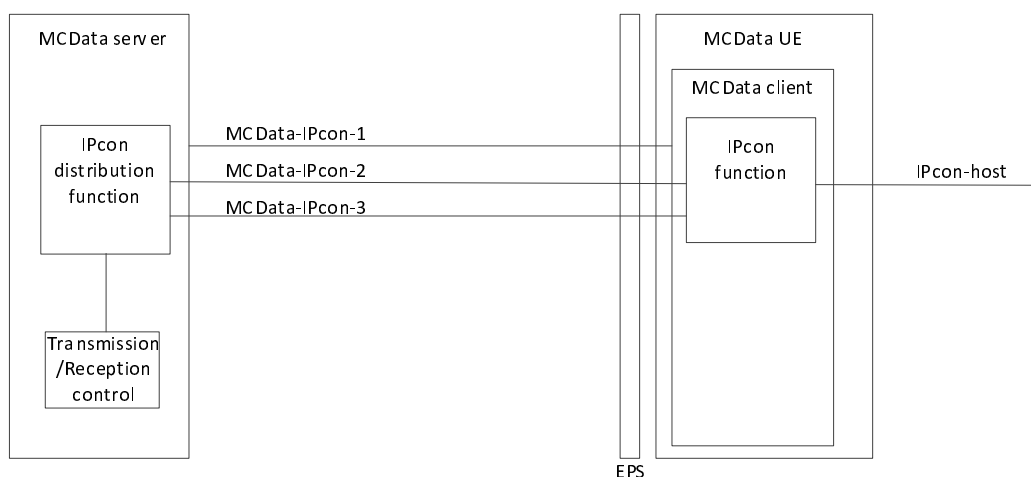 MCData server
MCData UE
MCData client
IPcon
distribution
function
MCData-IPcon-1
MCData-IPcon-2
MCData-IPcon-3
IPcon
function
IPcon-host
Transmission
/Reception
control
EPS